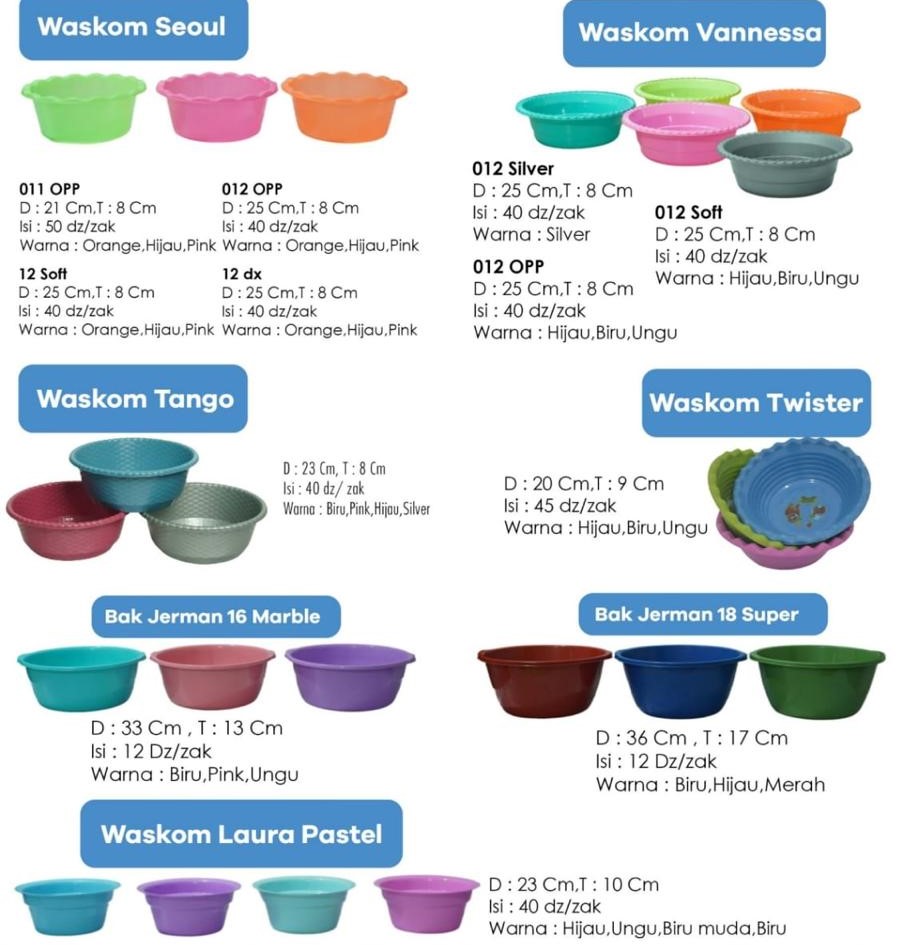 Waskom Seoul
011 OPP
D : 21 Cm,T : 8 Cm
Isi : 50 dz/zak
Warna : Orange,Hijau,Pink
012 OPP
D : 25 Cm,T : 8 Cm
Isi : 40 dz/zak
Warna : Orange,Hijau,Pink
12 Soft
D : 25 Cm,T : 8 Cm
Isi : 40 dz/zak
Warna : Orange,Hijau,Pink
12 dx
D : 25 Cm,T : 8 Cm
Isi : 40 dz/zak
Warna : Orange,Hijau,Pink
Waskom Vannessa
012 Silver
D : 25 Cm,T : 8 Cm
Isi : 40 dz/zak
Warna : Silver
012 OPP
D : 25 Cm,T : 8 Cm
Isi : 40 dz/zak
Warna : Hijau,Biru,Ungu
012 Soft
D : 25 Cm,T : 8 Cm
Isi : 40 dz/zak
Warna : Hijau,Biru,Ungu
Waskom Tango
D : 23 Cm, T : 8 Cm
Isi : 40 dz/ zak
Warna : Biru,Pink,Hijau,Silver
Waskom Twister
D : 20 Cm,T : 9 Cm
Isi : 45 dz/zak
Warna : Hijau,Biru,Ungu
Bak Jerman 16 Marble
D : 33 Cm , T : 13 Cm
Isi : 12 Dz/zak
Warna : Biru,Pink,Ungu
Bak Jerman 18 Super
D : 36 Cm , T : 17 Cm
Isi : 12 Dz/zak
Warna : Biru,Hijau,Merah
Waskom Laura Pastel
D : 23 Cm,T : 10 Cm
Isi : 40 dz/zak
Warna : Hijau,Ungu,Biru muda,Biru